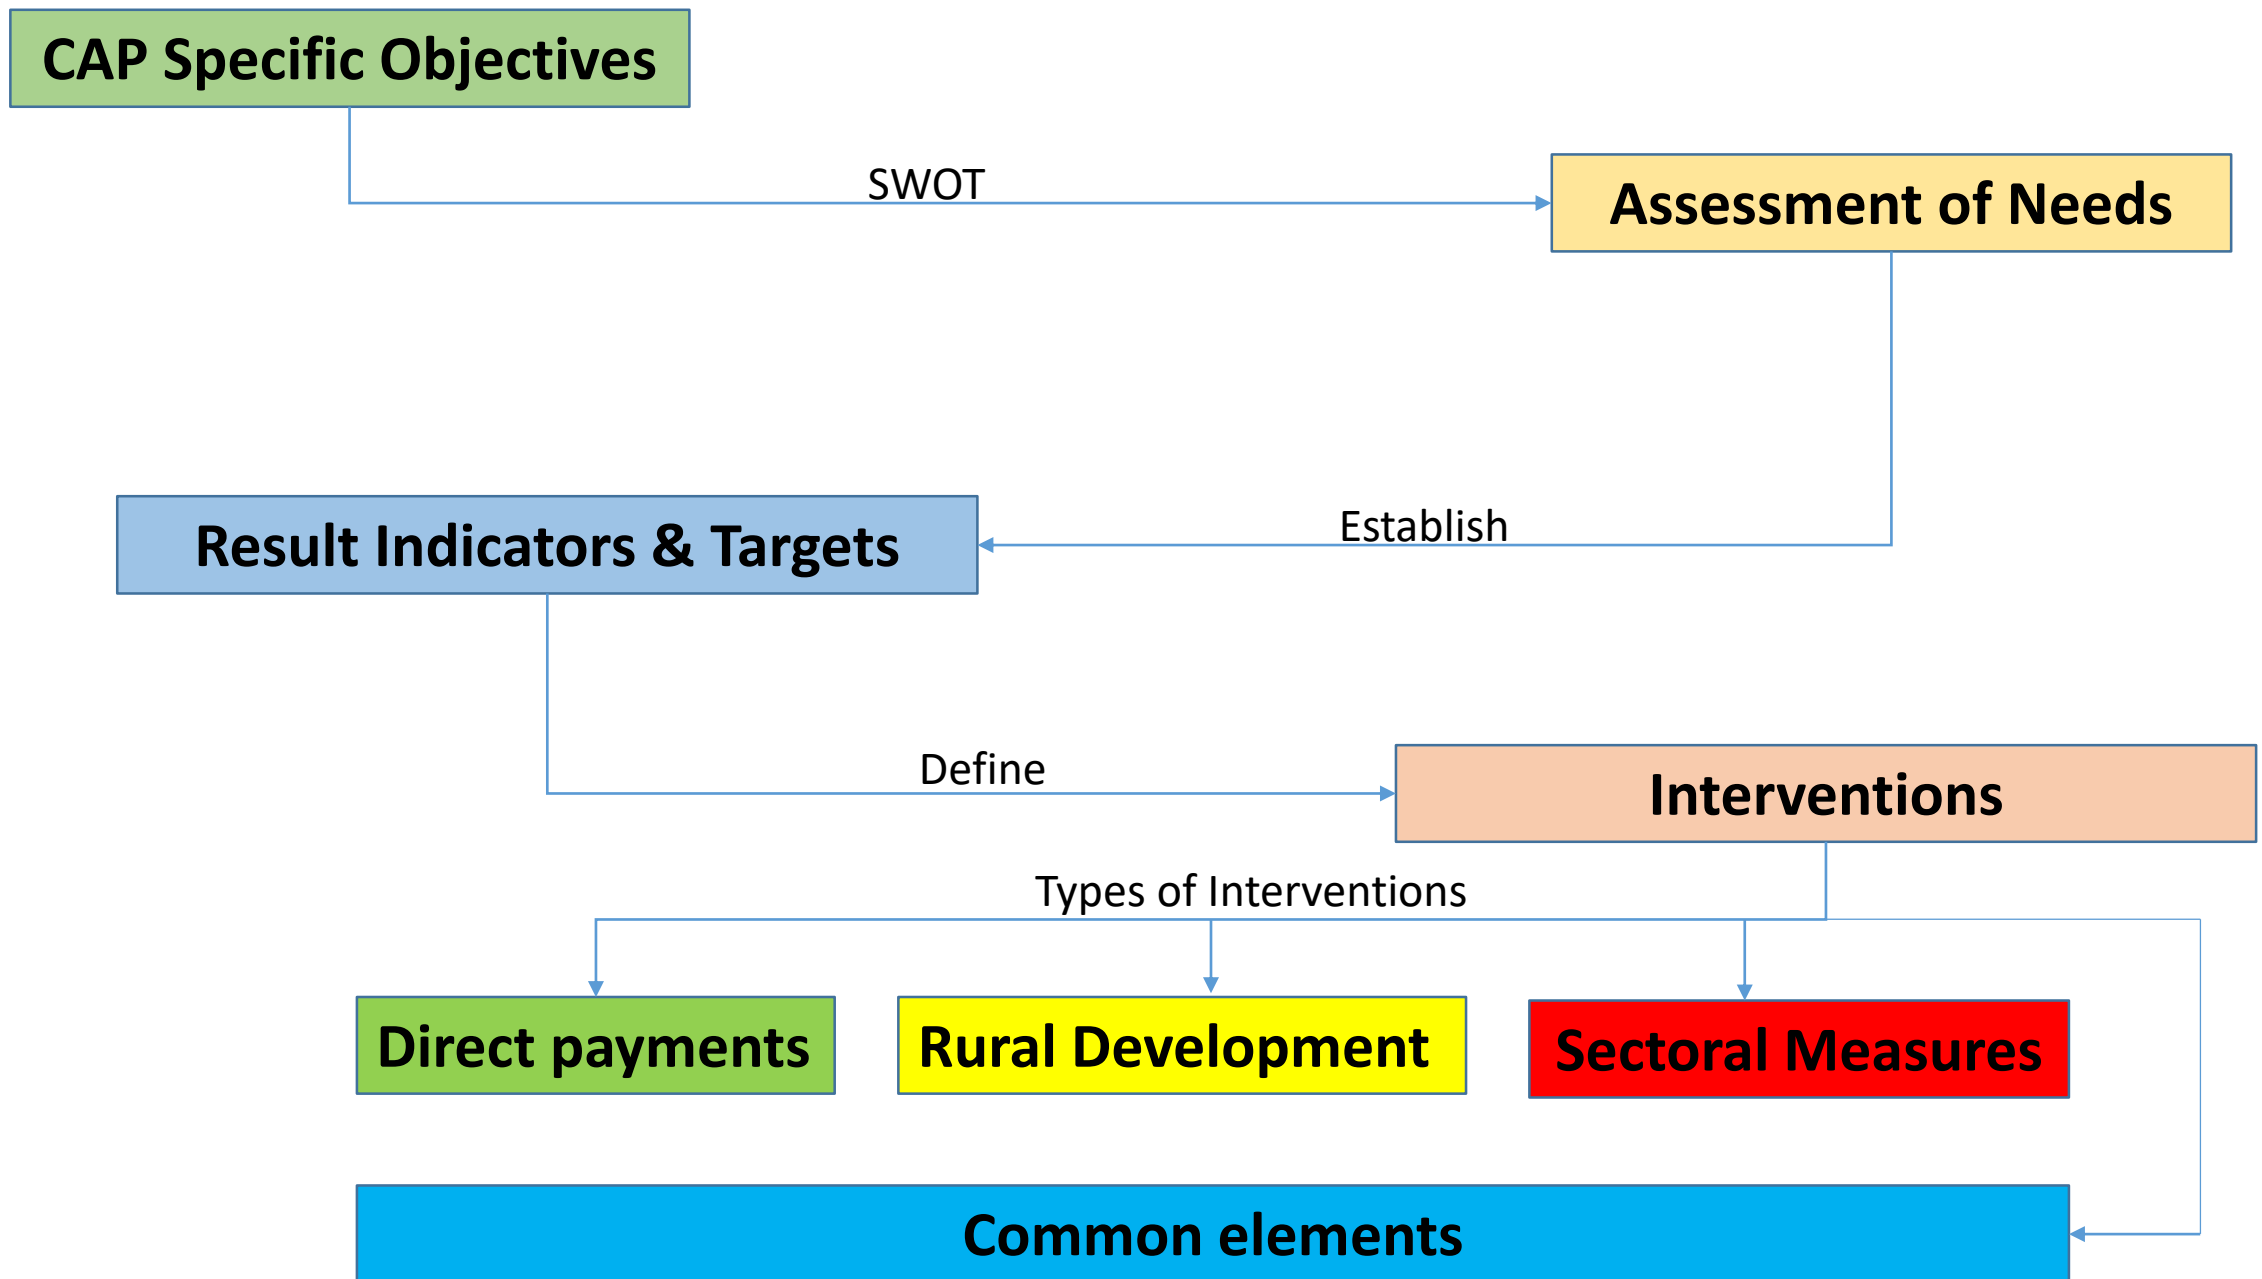 CAP Specific Objectives
SWOT
Assessment of Needs
Establish
Result Indicators & Targets
Define
Interventions
Types of Interventions
Direct payments
Rural Development
Sectoral Measures
Common elements